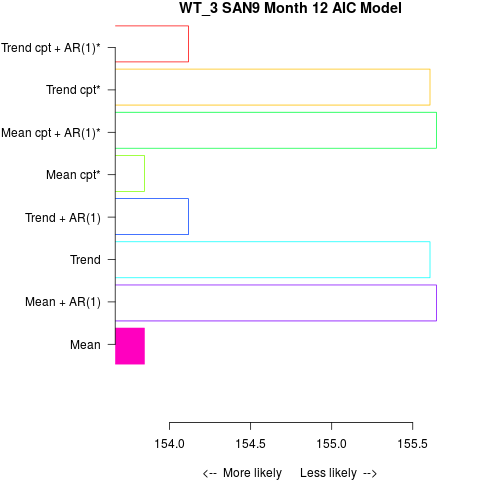 WT_3 SAN9 Month 12 AIC Model
Trend cpt + AR(1)*
Trend cpt*
Mean cpt + AR(1)*
Mean cpt*
Trend + AR(1)
Trend
Mean + AR(1)
Mean
154.0 154.5 155.0 155.5
<-- More likely Less likely -->